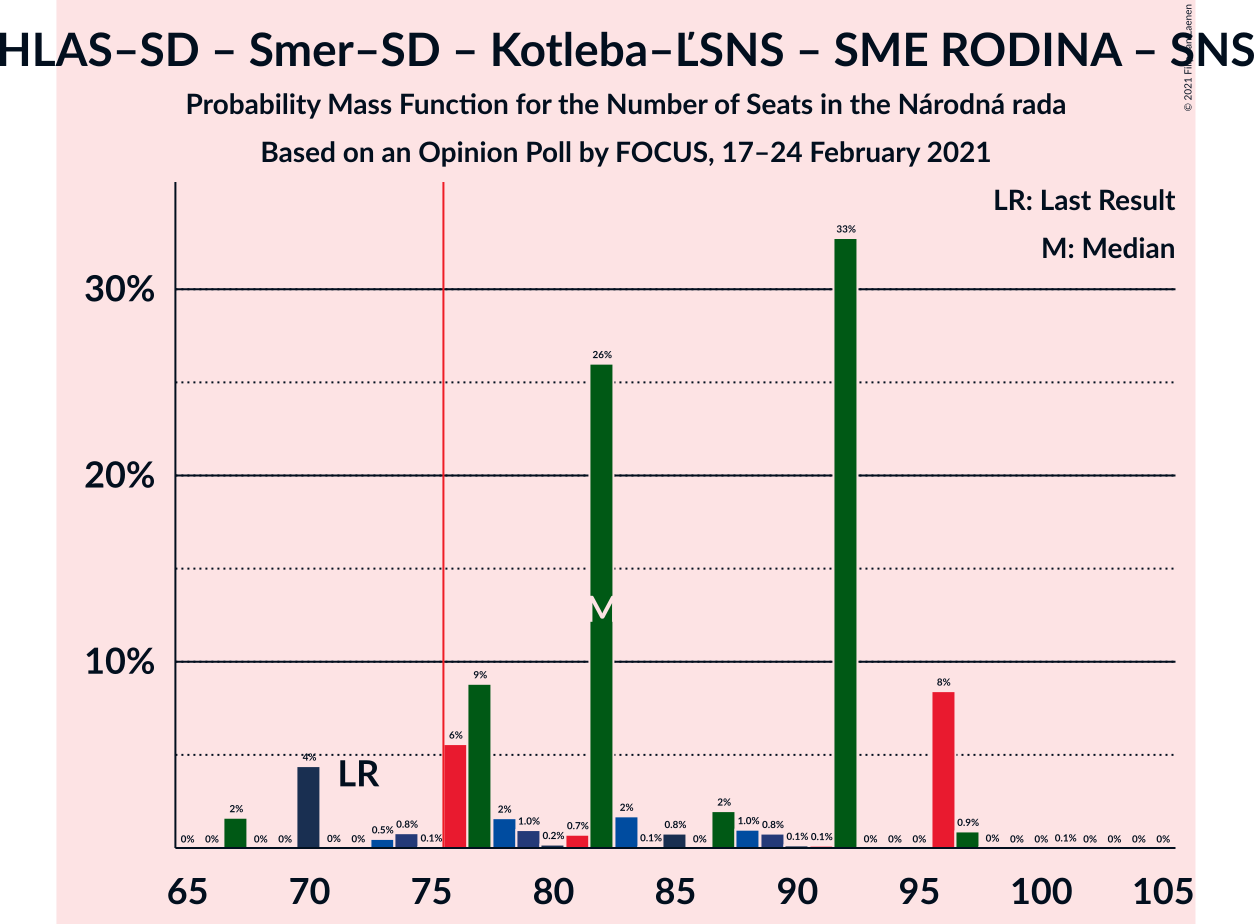 HLAS–SD – Smer–SD – Kotleba–ĽSNS – SME RODINA – SNS
Probability Mass Function for the Number of Seats in the Národná rada
Based on an Opinion Poll by FOCUS, 17–24 February 2021
LR: Last Result
M: Median
30%
20%
10%
0% 0% 2% 0% 0% 4% 0% 0% 0.5% 0.8% 0.1% 6% 9% 2% 1.0% 0.2% 0.7% 26% 2% 0.1% 0.8% 0% 2% 1.0% 0.8% 0.1% 0.1% 33% 0% 0% 0% 8% 0.9% 0% 0% 0% 0.1% 0% 0% 0% 0%
LR
M
65 70 75 80 85 90 95 100 105